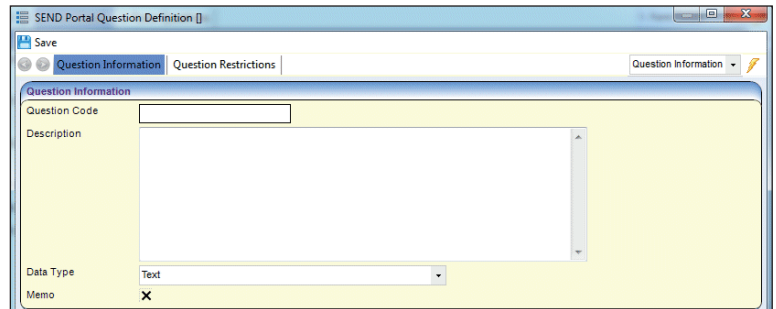 SEND Portal Question Definition []
Save
Question Information Question Restrictions Question Information
Question Information
Question Code
Description
Data Type Text
Memo